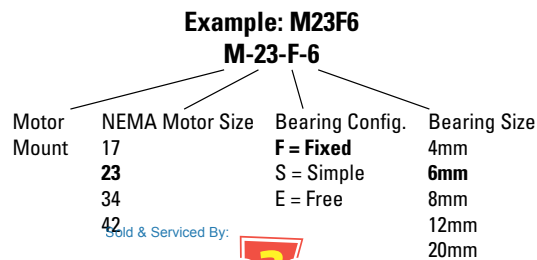 Example: M23F6
M-23-F-6
Motor Mount
NEMA Motor Size
17
23
34
42
Bearing Config.
F = Fixed
S = Simple
E = Free
Bearing Size
4mm
6mm
8mm
12mm
20mm
Sold & Serviced By: